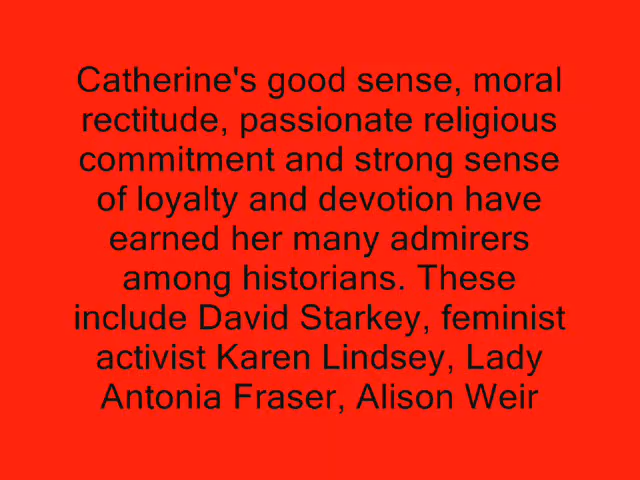 Catherine's good sense, moral
rectitude, passionate religious
commitment and strong sense
of loyalty and devotion have
earned her many admirers
among historians. These
include David Starkey, feminist
activist Karen Lindsey, Lady
Antonia Fraser, Alison Weir